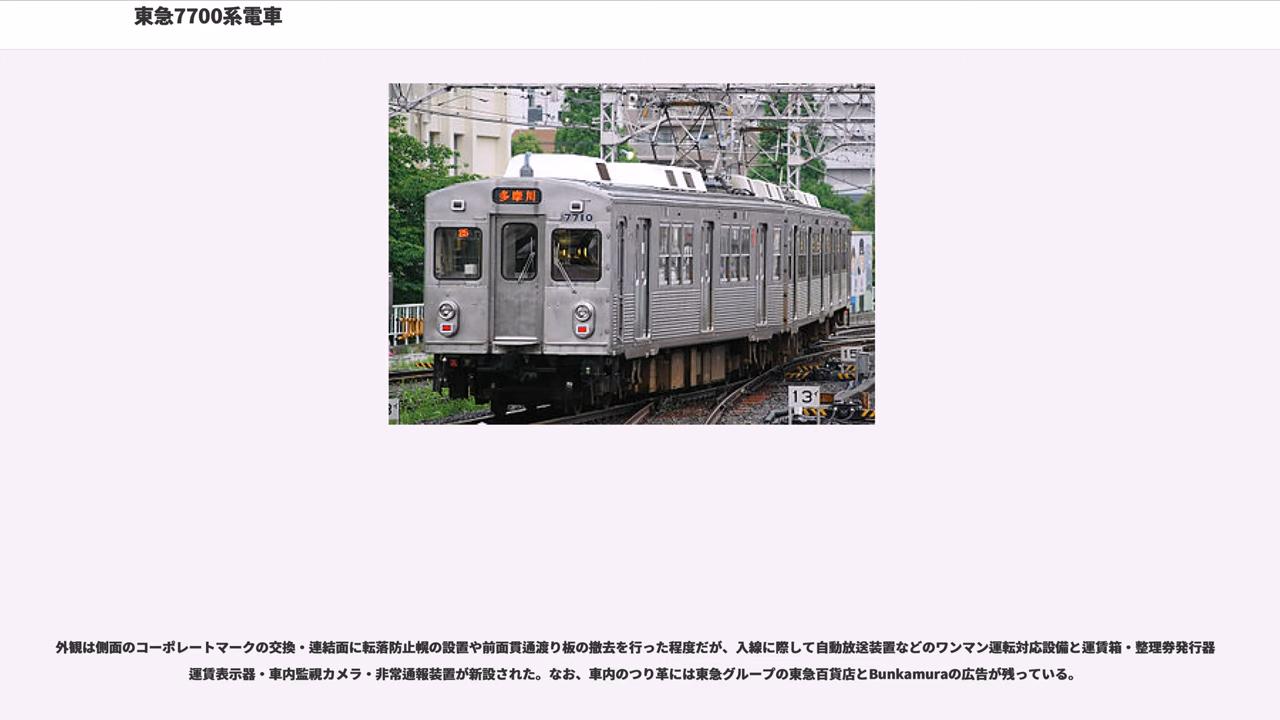 東急7700系電車
多摩川
25
7710
13
外観は側面のコーポレートマークの交換・連結面に転落防止幌の設置や前面貫通渡り板の撤去を行った程度だが、入線に際して自動放送装置などのワンマン運転対応設備と運賃箱・整理券発行器
運賃表示器・車内監視カメラ・非常通報装置が新設された。なお、車内のつり革には東急グループの東急百貨店とBunkamuraの広告が残っている。